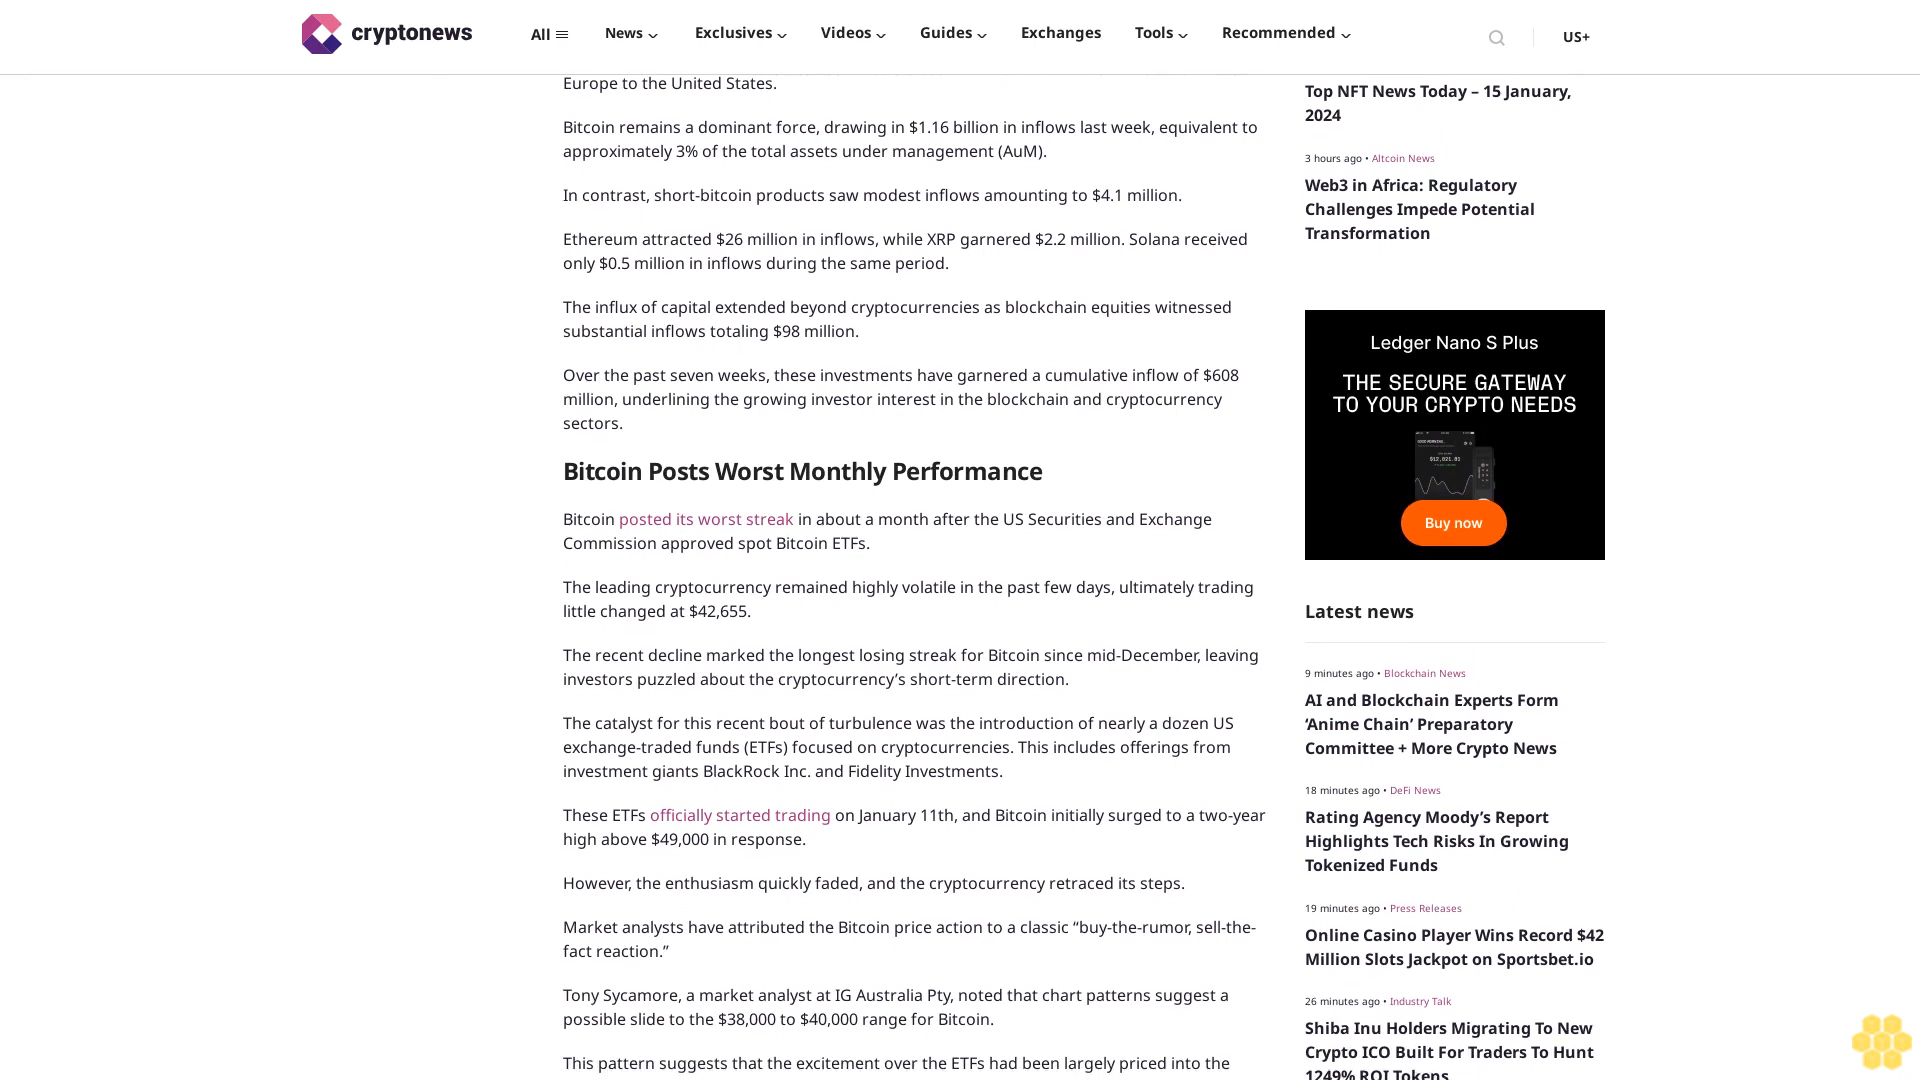 cryptonews
All
News
Exclusives
Videos
Guides
Exchanges
Tools
Recommended
US+
Europe to the United States.
Bitcoin remains a dominant force, drawing in $1.16 billion in inflows last week, equivalent to
approximately 3% of the total assets under management (AuM).
In contrast, short-bitcoin products saw modest inflows amounting to $4.1 million.
Ethereum attracted $26 million in inflows, while XRP garnered $2.2 million. Solana received
only $0.5 million in inflows during the same period.
The influx of capital extended beyond cryptocurrencies as blockchain equities witnessed
substantial inflows totaling $98 million.
Over the past seven weeks, these investments have garnered a cumulative inflow of $608
million, underlining the growing investor interest in the blockchain and cryptocurrency
sectors.
Bitcoin Posts Worst Monthly Performance
Bitcoin posted its worst streak in about a month after the US Securities and Exchange
Commission approved spot Bitcoin ETFs.
The leading cryptocurrency remained highly volatile in the past few days, ultimately trading
little changed at $42,655.
The recent decline marked the longest losing streak for Bitcoin since mid-December, leaving
investors puzzled about the cryptocurrency’s short-term direction.
The catalyst for this recent bout of turbulence was the introduction of nearly a dozen US
exchange-traded funds (ETFs) focused on cryptocurrencies. This includes offerings from
investment giants BlackRock Inc. and Fidelity Investments.
These ETFs officially started trading on January 11th, and Bitcoin initially surged to a two-year
high above $49,000 in response.
However, the enthusiasm quickly faded, and the cryptocurrency retraced its steps.
Market analysts have attributed the Bitcoin price action to a classic “buy-the-rumor, sell-the-
fact reaction.”
Tony Sycamore, a market analyst at IG Australia Pty, noted that chart patterns suggest a
possible slide to the $38,000 to $40,000 range for Bitcoin.
This pattern suggests that the excitement over the ETFs had been largely priced into the
Top NFT News Today – 15 January,
2024
3 hours ago • Altcoin News
Web3 in Africa: Regulatory
Challenges Impede Potential
Transformation
Ledger Nano S Plus
THE SECURE GATEWAY
TO YOUR CRYPTO NEEDS
$12,821.81
Buy now
Latest news
9 minutes ago • Blockchain News
AI and Blockchain Experts Form
‘Anime Chain’ Preparatory
Committee + More Crypto News
18 minutes ago • DeFi News
Rating Agency Moody’s Report
Highlights Tech Risks In Growing
Tokenized Funds
19 minutes ago • Press Releases
Online Casino Player Wins Record $42
Million Slots Jackpot on Sportsbet.io
26 minutes ago • Industry Talk
Shiba Inu Holders Migrating To New
Crypto ICO Built For Traders To Hunt
1249% ROI Tokens